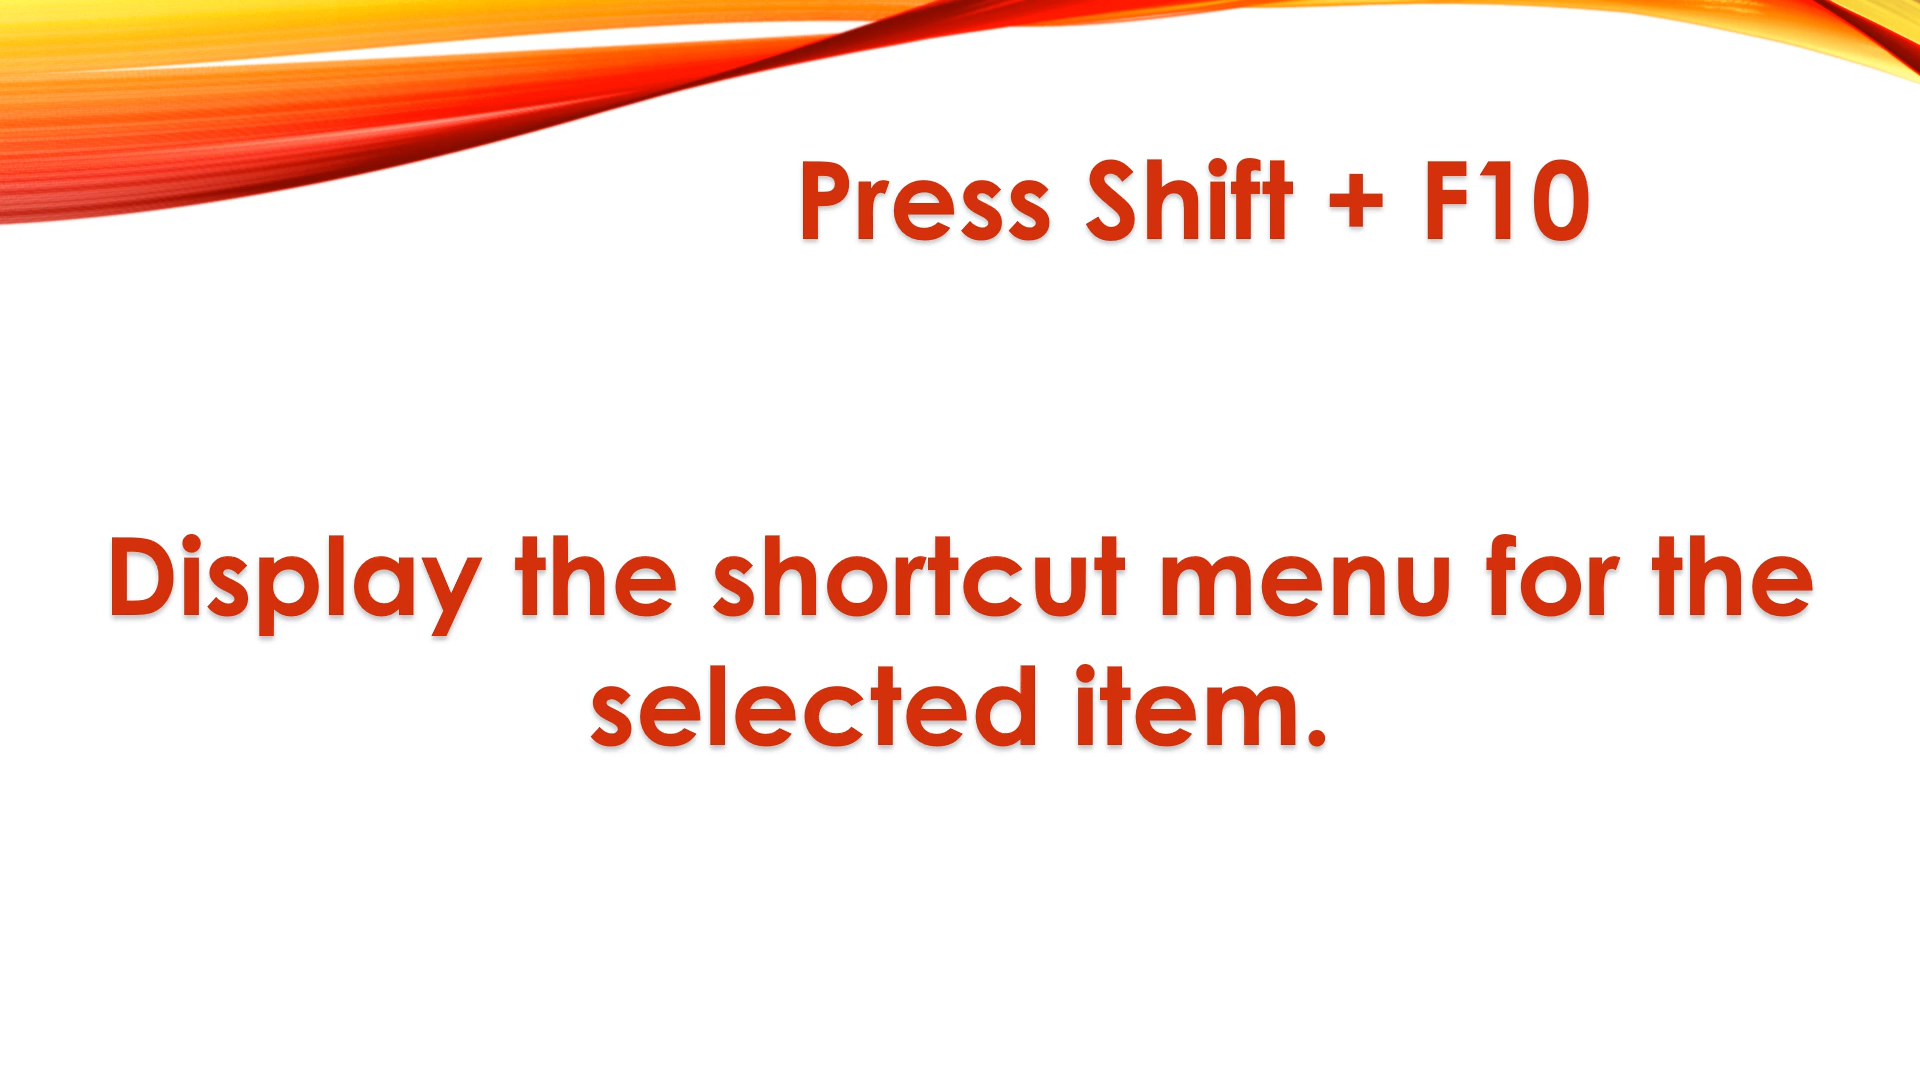 Press Shift + F10
Display the shortcut menu for the
selected item.